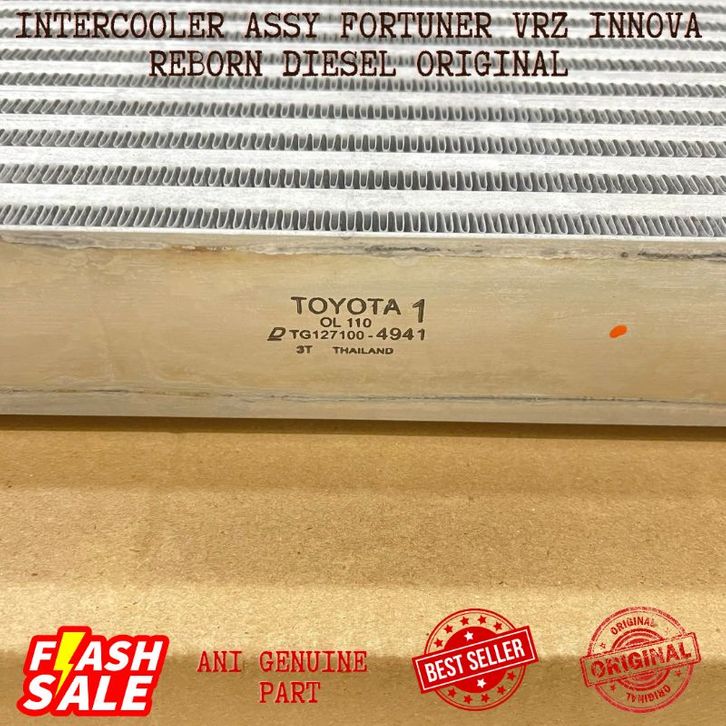 INTERCOOLER ASSY FORTUNER VRZ INNOVA
REBORN DIESEL ORIGINAL
TOYOTA 1
OL 110
D TG127100-4941
3T THAILAND
FLASH
SALE
ANI GENUINE
PART
BEST SELLER
ORIGINAL
ORIGINAL
ORIGINAL